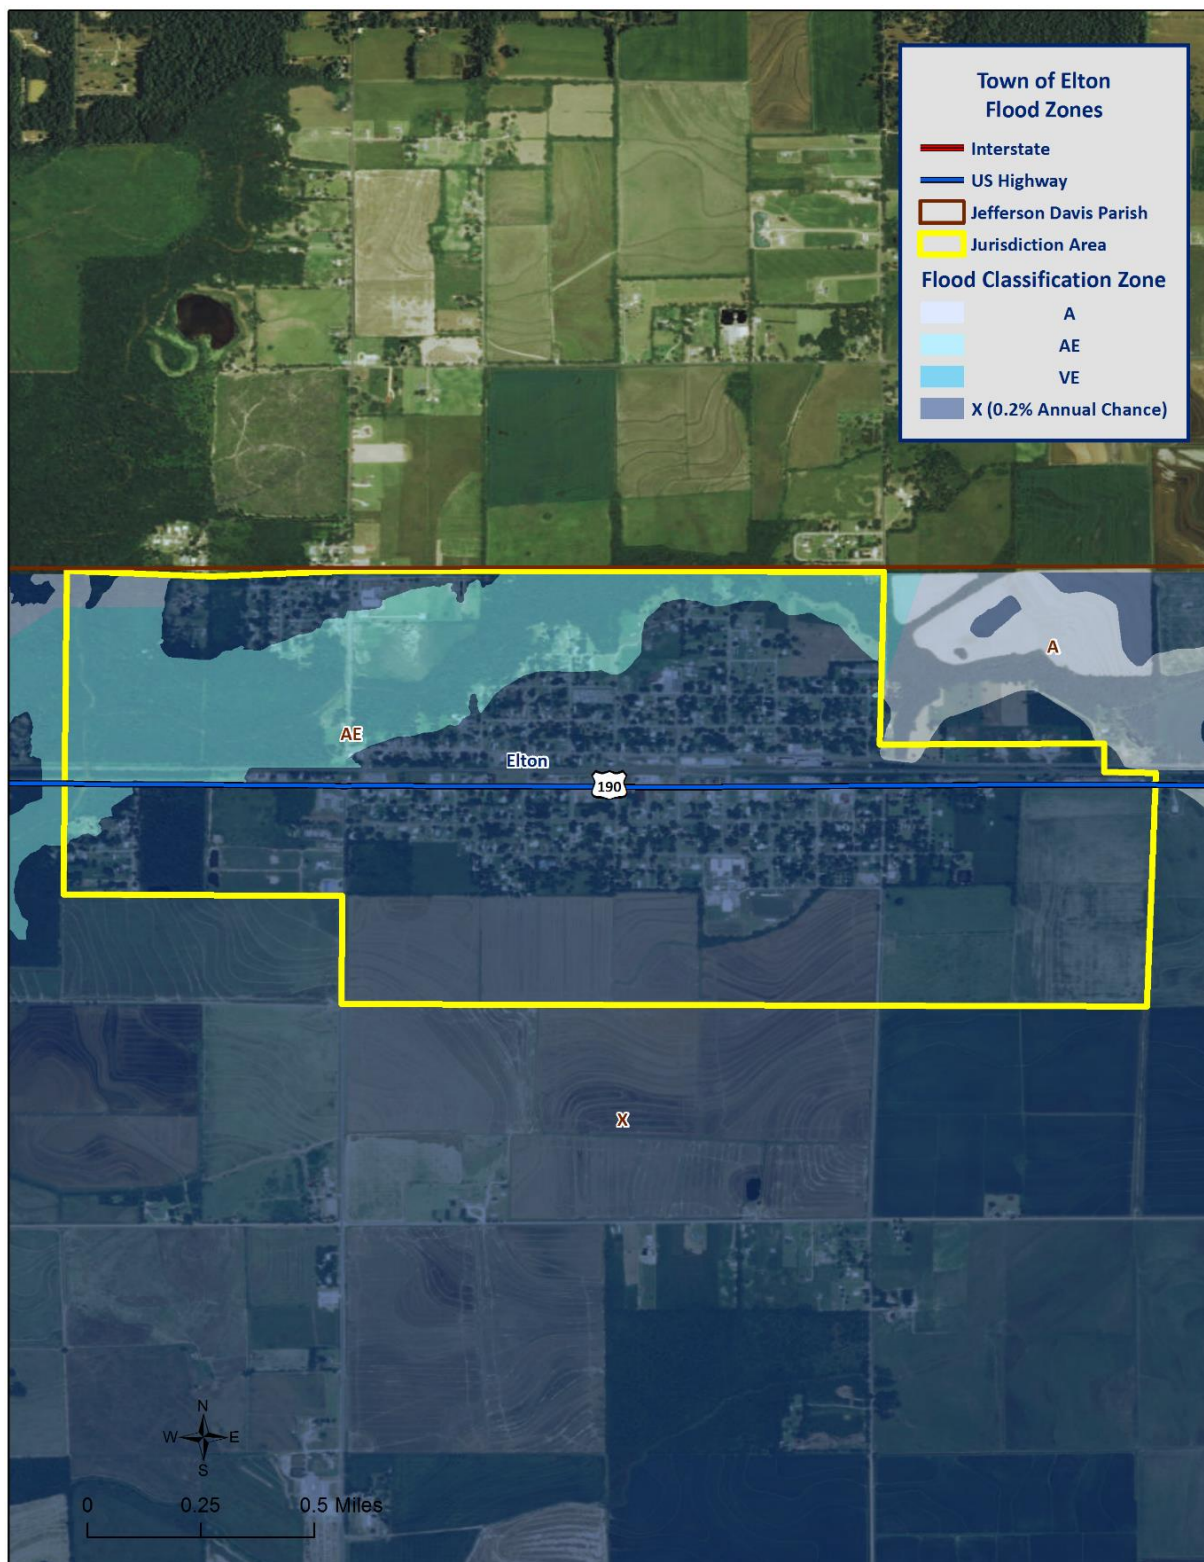 Town of Elton
Flood Zones
Interstate
US Highway
Jefferson Davis Parish
Jurisdiction Area
Flood Classification Zone
A
AE
VE
X (0.2% Annual Chance)
A
AE
Elton
190
X
N
W E
S
0 0.25 0.5 Miles